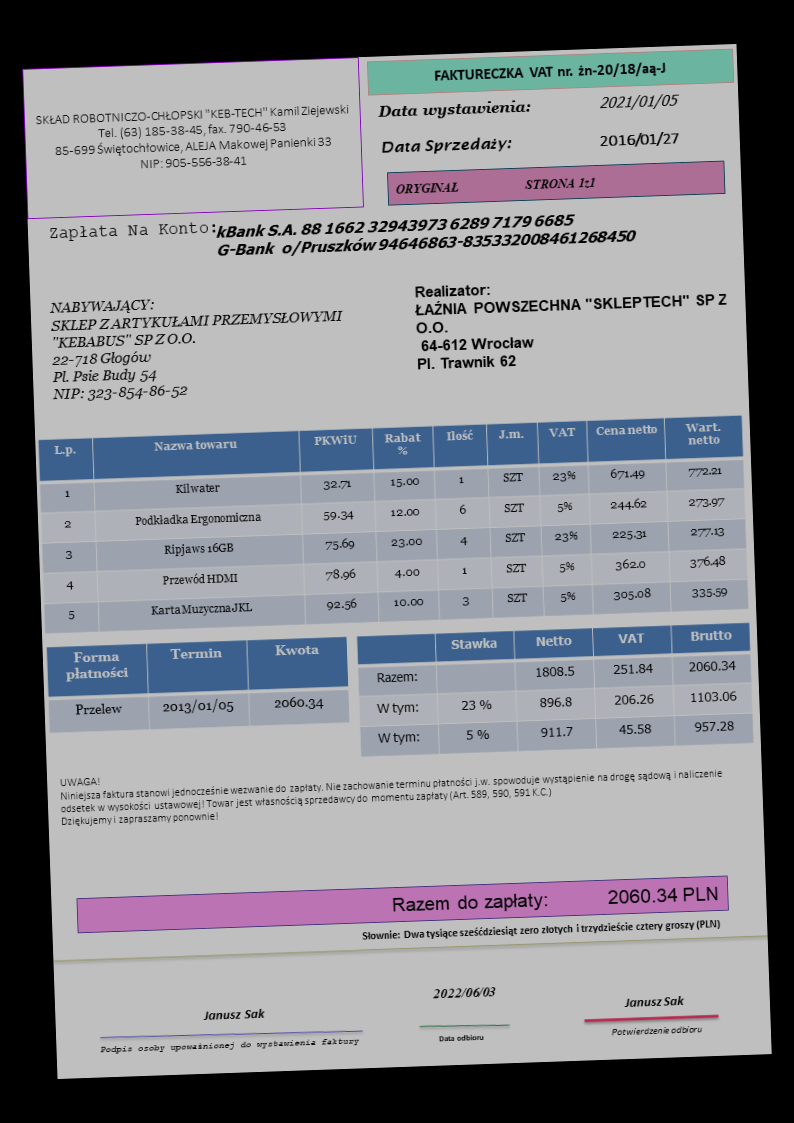 SKŁAD ROBOTNICZO-CHŁOPSKI "KEB-TECH" Kamil Ziejewski
Tel. (63) 185-38-45, fax. 790-46-53
85-699 Świętochłowice, ALEJA Makowej Panienki 33
NIP: 905-556-38-41
FAKTURECZKA VAT nr. żn-20/18/aą-J
Data wystawienia: 2021/01/05
Data Sprzedaży: 2016/01/27
ORYGINAŁ STRONA 1z1
Zapłata Na Konto: kBank S.A. 88 1662 32943973 6289 7179 6685
G-Bank o/Pruszków 94646863-835332008461268450
NABYWAJĄCY:
SKLEP Z ARTYKUŁAMI PRZEMYSŁOWYMI
"KEBABUS" SP Z O.O.
22-718 Głogów
Pl. Psie Budy 54
NIP: 323-854-86-52
Realizator:
ŁAŹNIA POWSZECHNA "SKLEPTECH" SP Z
O.O.
64-612 Wrocław
Pl. Trawnik 62
L.p. Nazwa towaru PKWiU Rabat % Ilość J.m. VAT Cena netto Wart. netto
1 Kilwater 32.71 15.00 1 SZT 23% 671.49 772.21
2 Podkładka Ergonomiczna 59.34 12.00 6 SZT 5% 244.62 273.97
3 Ripjaws 16GB 75.69 23.00 4 SZT 23% 225.31 277.13
4 Przewód HDMI 78.96 4.00 1 SZT 5% 362.0 376.48
5 Karta Muzyczna JKL 92.56 10.00 3 SZT 5% 305.08 335.59
Forma płatności Termin Kwota
Przelew 2013/01/05 2060.34
Stawka Netto VAT Brutto
Razem: 1808.5 251.84 2060.34
W tym: 23 % 896.8 206.26 1103.06
W tym: 5 % 911.7 45.58 957.28
UWAGA!
Niniejsza faktura stanowi jednocześnie wezwanie do zapłaty. Nie zachowanie terminu płatności j.w. spowoduje wystąpienie na drogę sądową i naliczenie
odsetek w wysokości ustawowej! Towar jest własnością sprzedawcy do momentu zapłaty (Art. 589, 590, 591 K.C.)
Dziękujemy i zapraszamy ponownie!
Razem do zapłaty: 2060.34 PLN
Słownie: Dwa tysiące sześćdziesiąt zero złotych i trzydzieście cztery groszy (PLN)
Janusz Sak
Podpis osoby upoważnionej do wystawienia faktury
2022/06/03
Data odbioru
Janusz Sak
Potwierdzenie odbioru